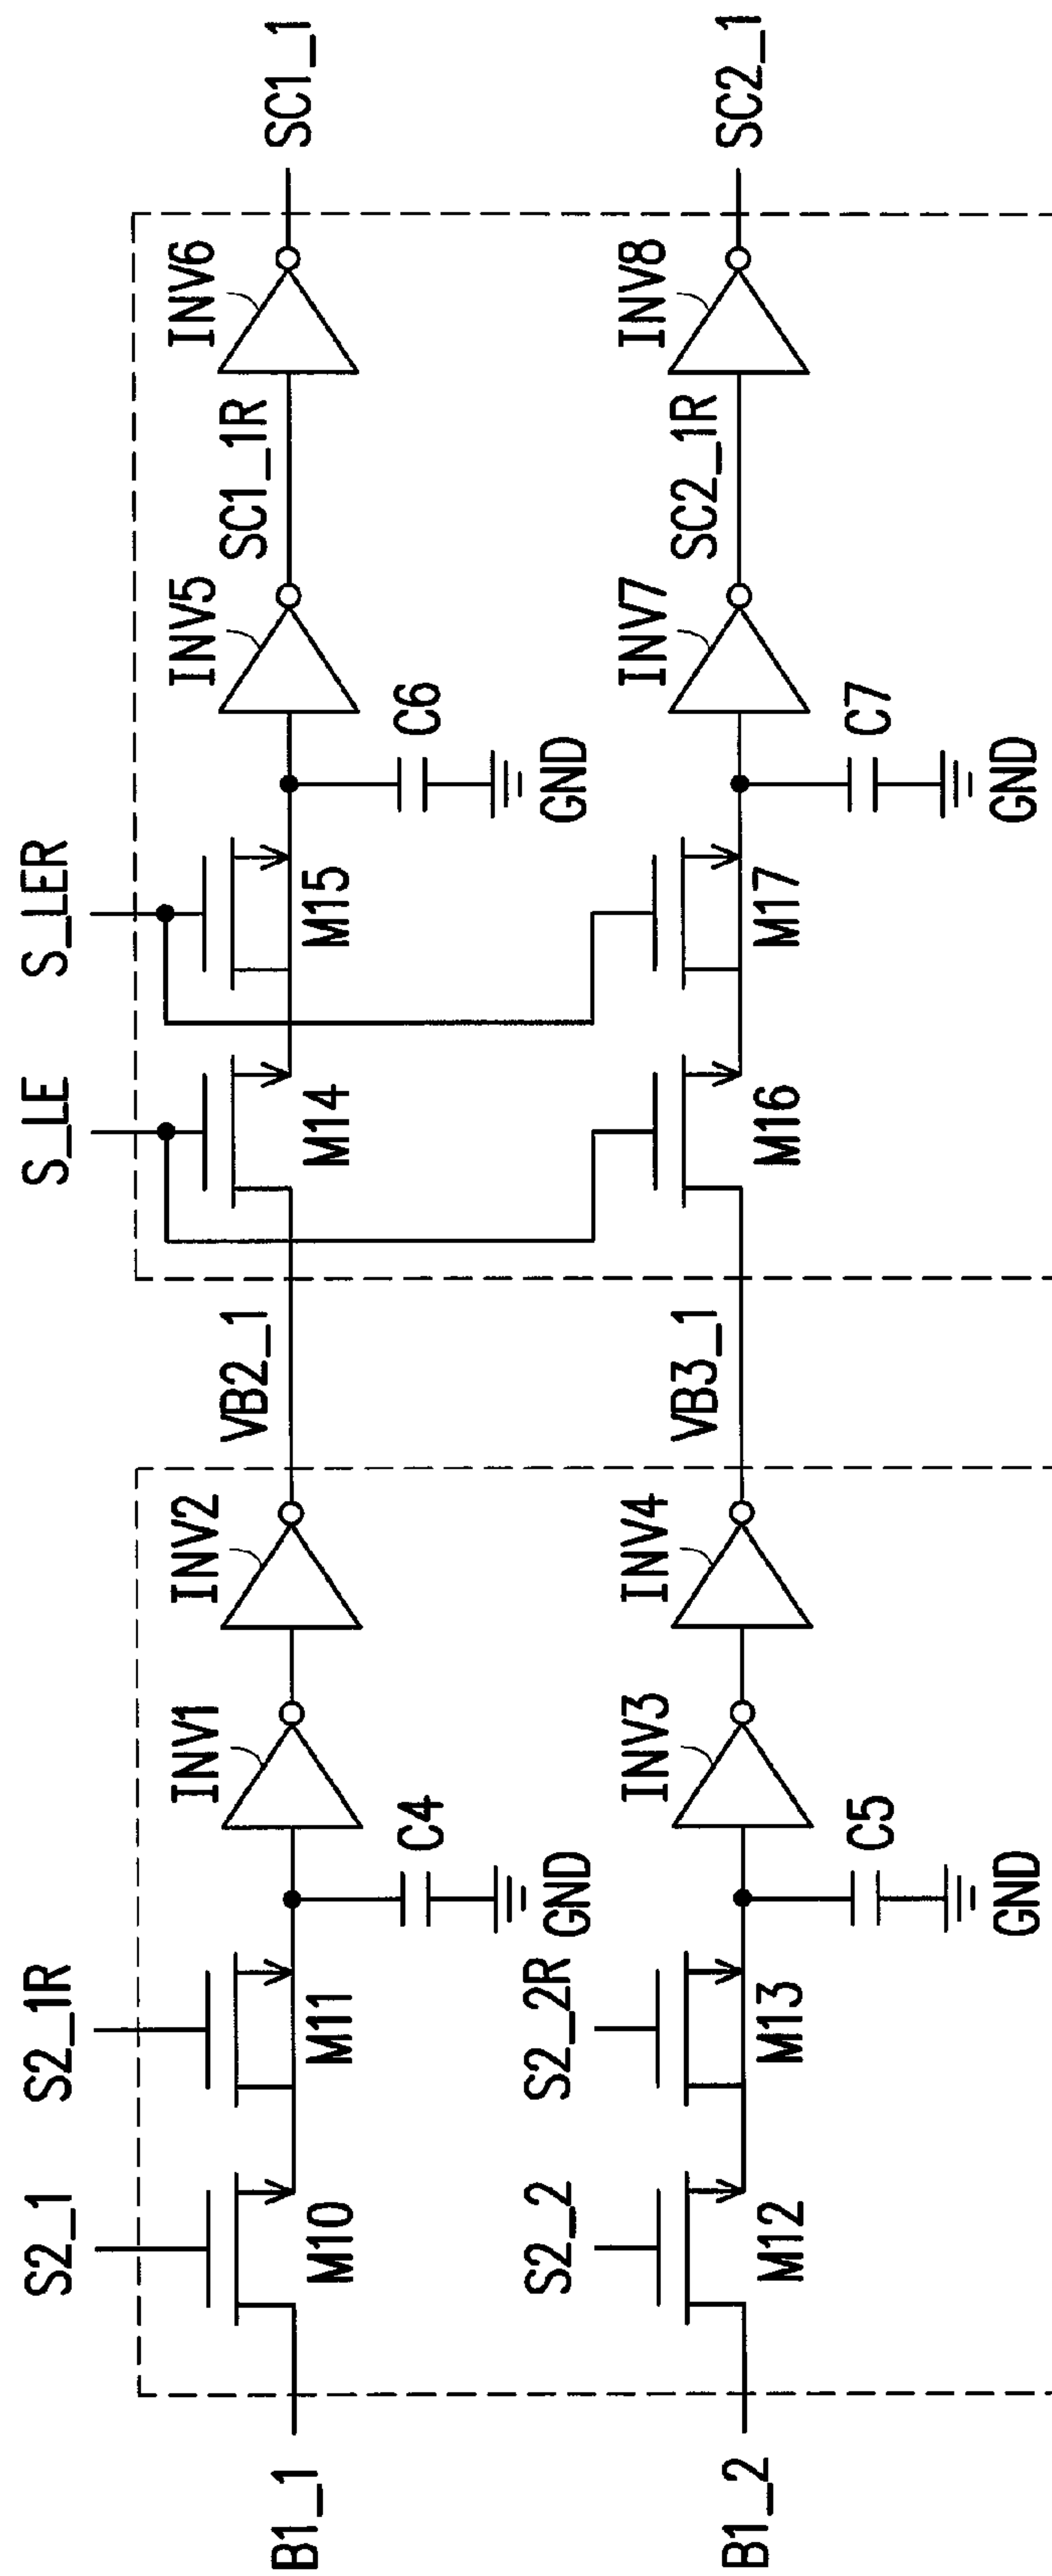 S2_1
S2_1R
S_LE
S_LER
B1_1
M10
M11
INV1
INV2
C4
GND
VB2_1
M14
M15
INV5
SC1_1R
INV6
C6
GND
SC1_1
S2_2
S2_2R
B1_2
M12
M13
INV3
INV4
C5
GND
VB3_1
M16
M17
INV7
SC2_1R
INV8
C7
GND
SC2_1